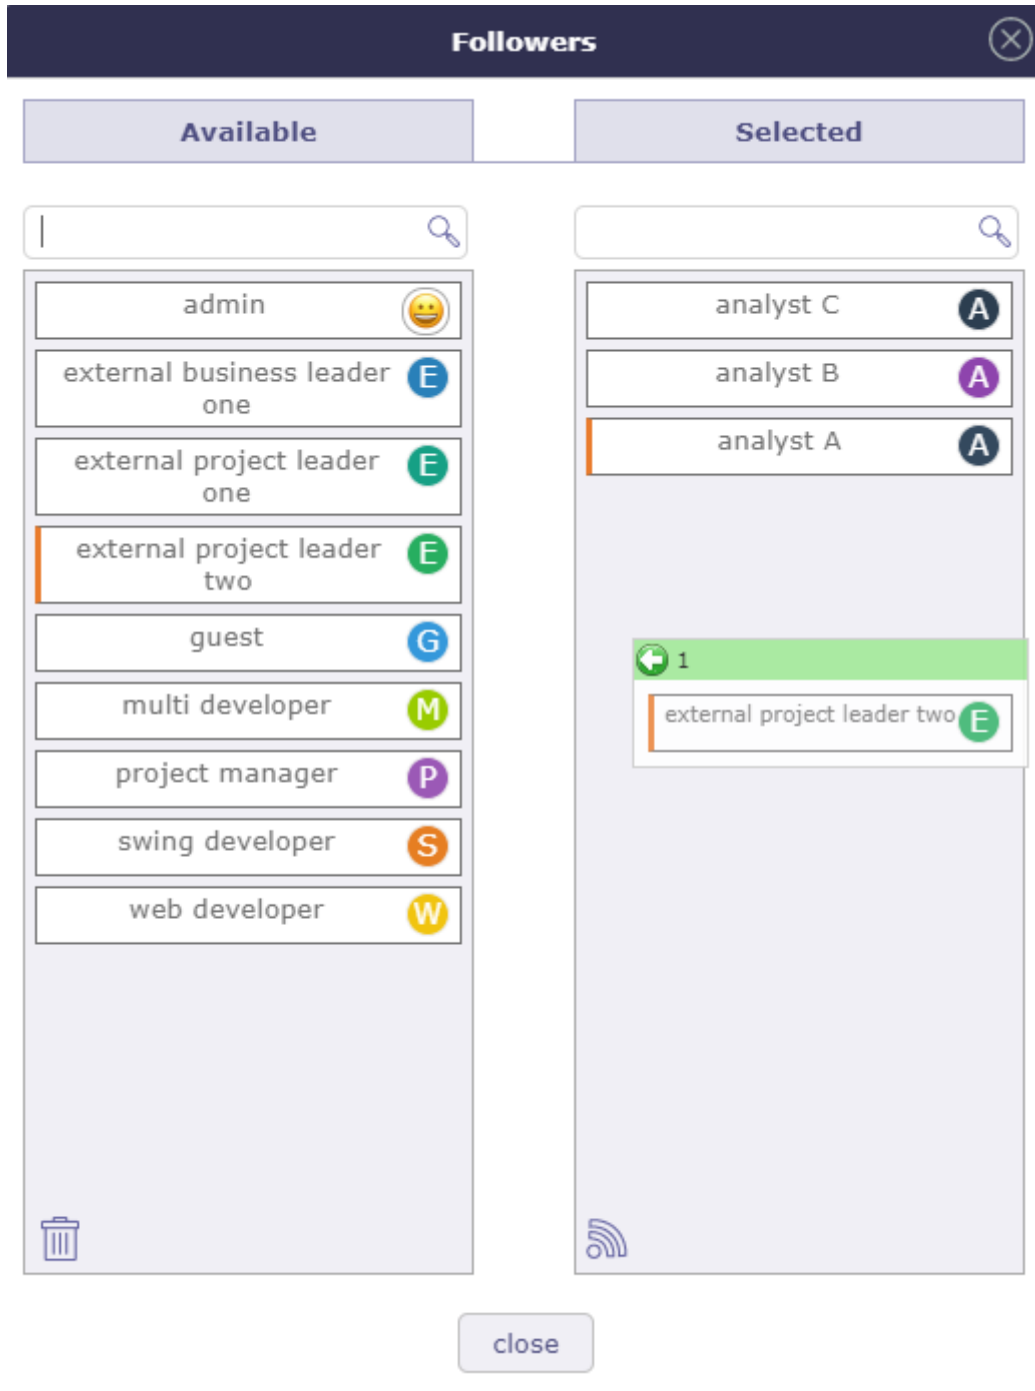 Followers
Available
Selected
admin
external business leader
one
E
external project leader
one
E
external project leader
two
E
guest
G
multi developer
M
project manager
P
swing developer
S
web developer
W
analyst C
A
analyst B
A
analyst A
A
1
external project leader two
E
close